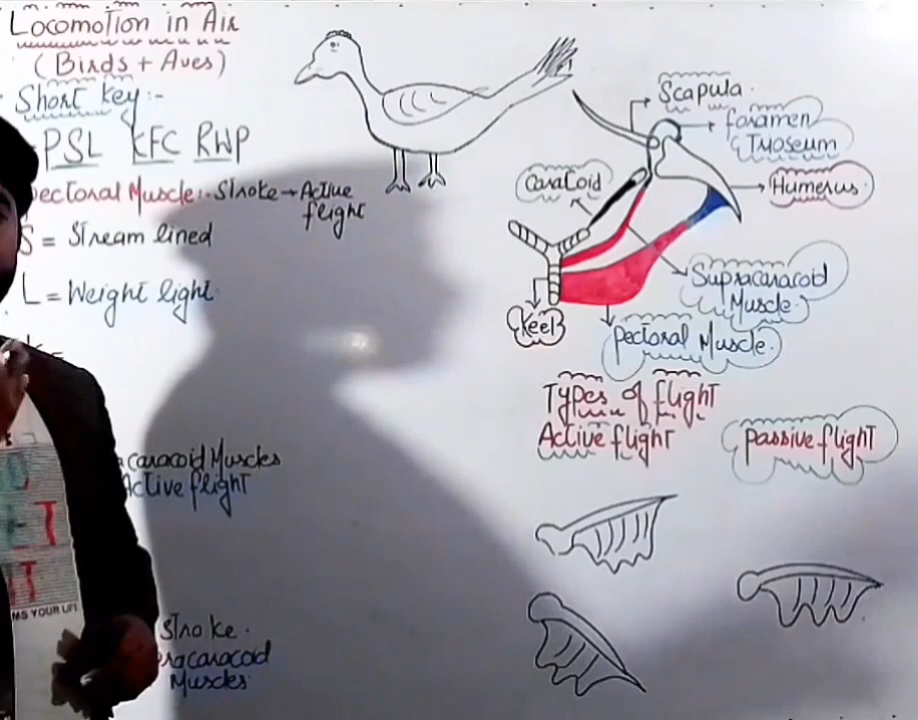 Locomotion in Air
(Birds + Aves)
Short key:-
PSL KFC RWP
Pectoral Muscle:- Stroke → Active
flight
S = Stream lined
L = Weight light
caracoid Muscles
Active flight
Stroke.
caracoid
Muscles
Scapula
foramen
Trioseum
Humerus
Caracoid
Supracaracoid
Muscle
Keel
pectoral Muscle.
Types of flight
Active flight
passive flight
YOUR